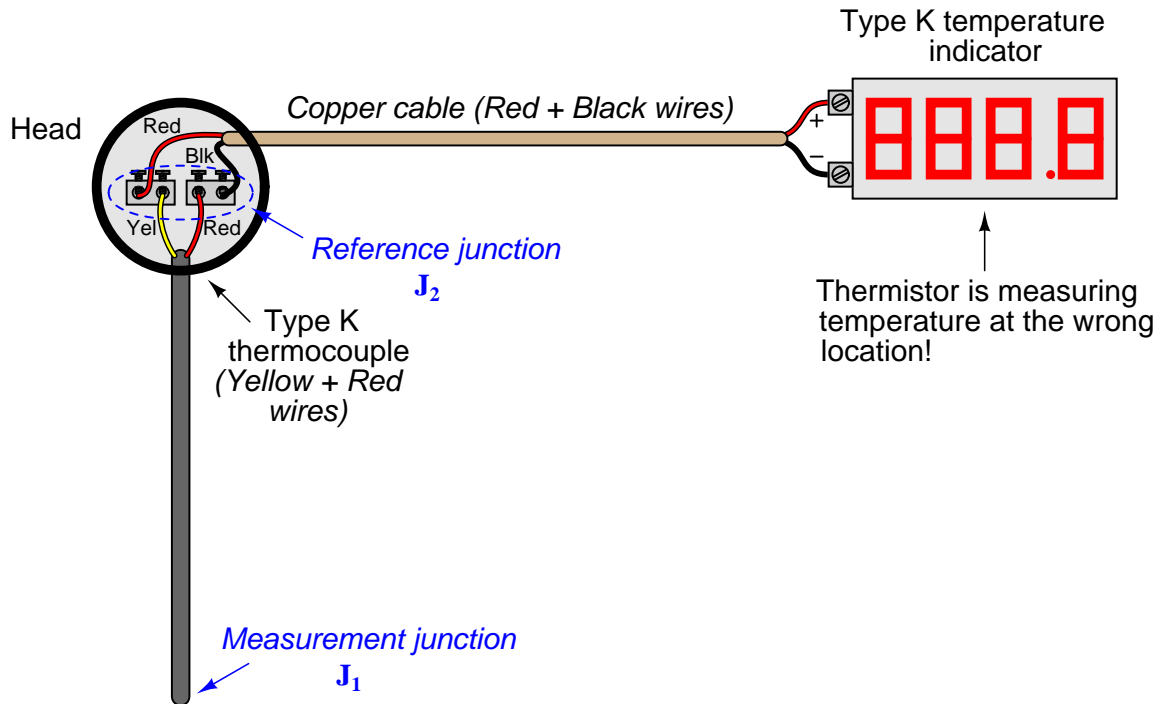 Type K temperature
indicator
Copper cable (Red + Black wires)
Head
Red
Blk
+
−
888.8
Yel
Red
Reference junction
J2
Thermistor is measuring
temperature at the wrong
location!
Type K
thermocouple
(Yellow + Red
wires)
Measurement junction
J1